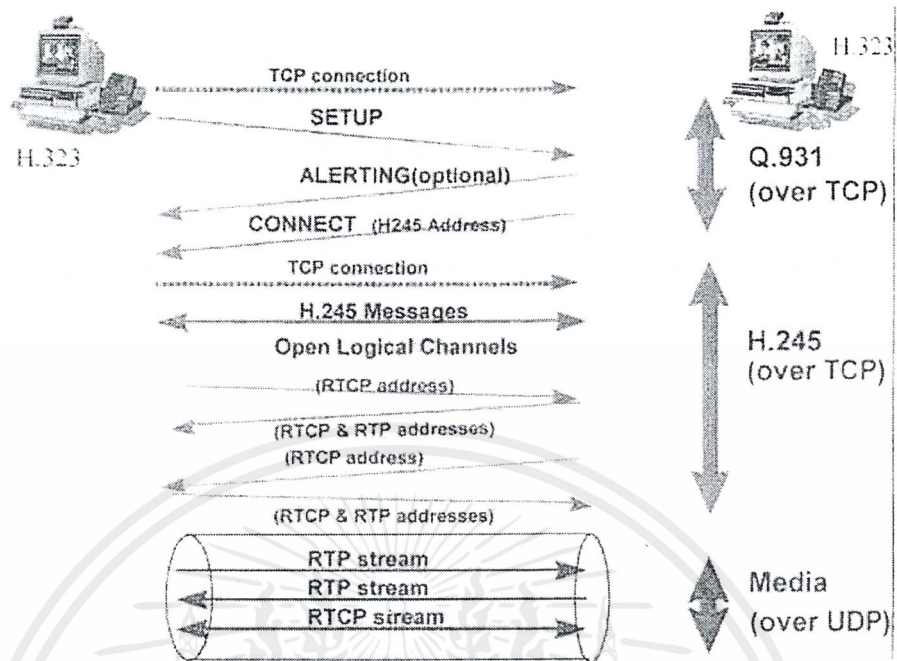 H.323
TCP connection
SETUP
H.323
ALERTING(optional)
Q.931
(over TCP)
CONNECT (H245 Address)
TCP connection
H.245 Messages
Open Logical Channels
H.245
(over TCP)
(RTCP address)
(RTCP & RTP addresses)
(RTCP address)
(RTCP & RTP addresses)
RTP stream
RTP stream
RTCP stream
Media
(over UDP)